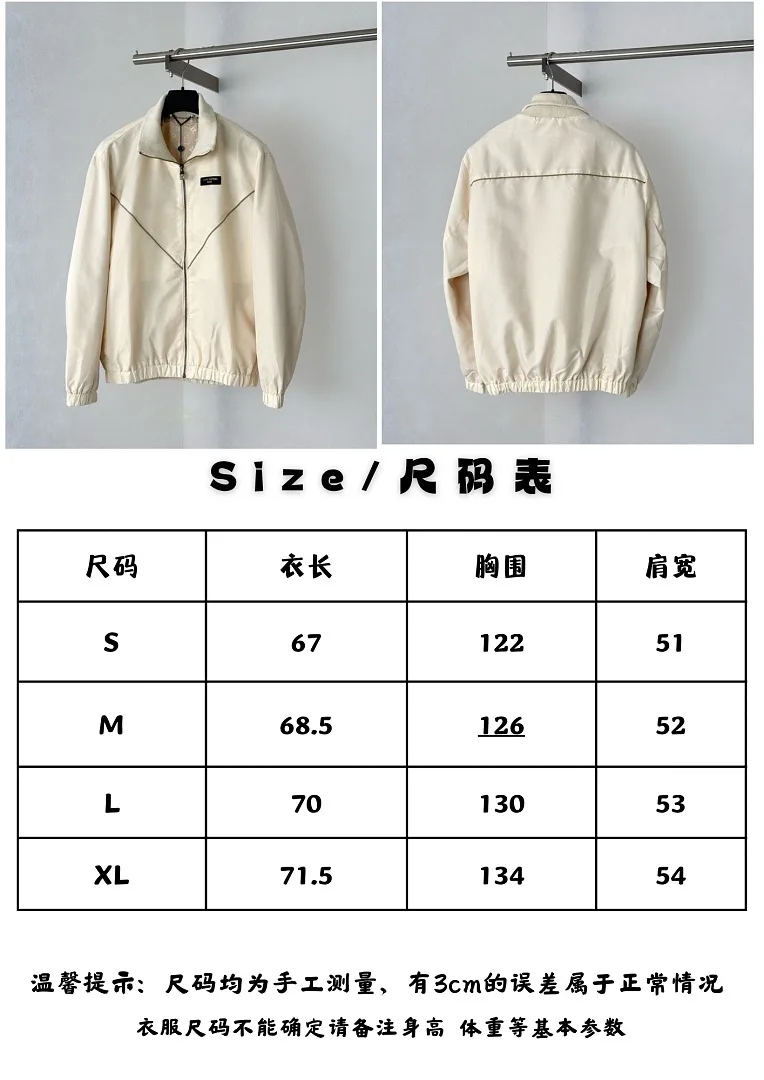 Size/尺码表
尺码 衣长 胸围 肩宽
S 67 122 51
M 68.5 126 52
L 70 130 53
XL 71.5 134 54
温馨提示：尺码均为手工测量，有3cm的误差属于正常情况
衣服尺码不能确定请备注身高 体重等基本参数